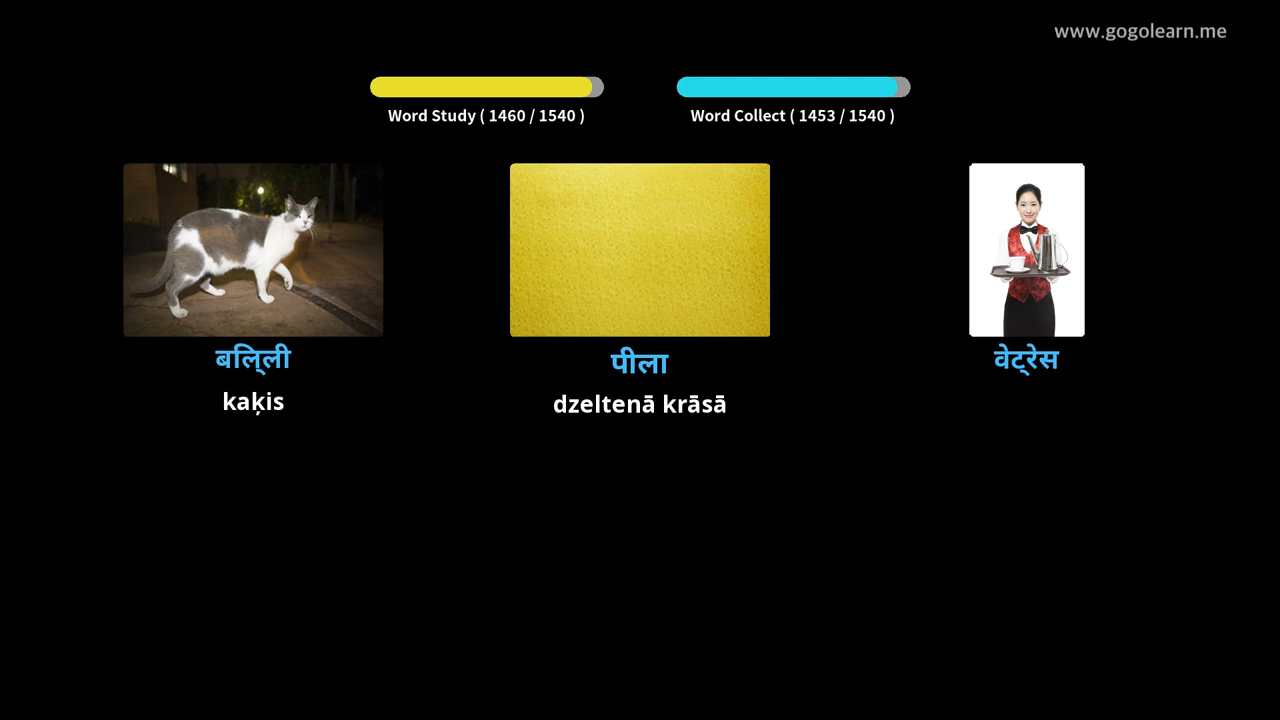 www.gogolearn.me
Word Study ( 1460 / 1540 )
Word Collect ( 1453 / 1540 )
बिल्ली
kaķis
पीला
dzeltenā krāsā
वेट्रेस